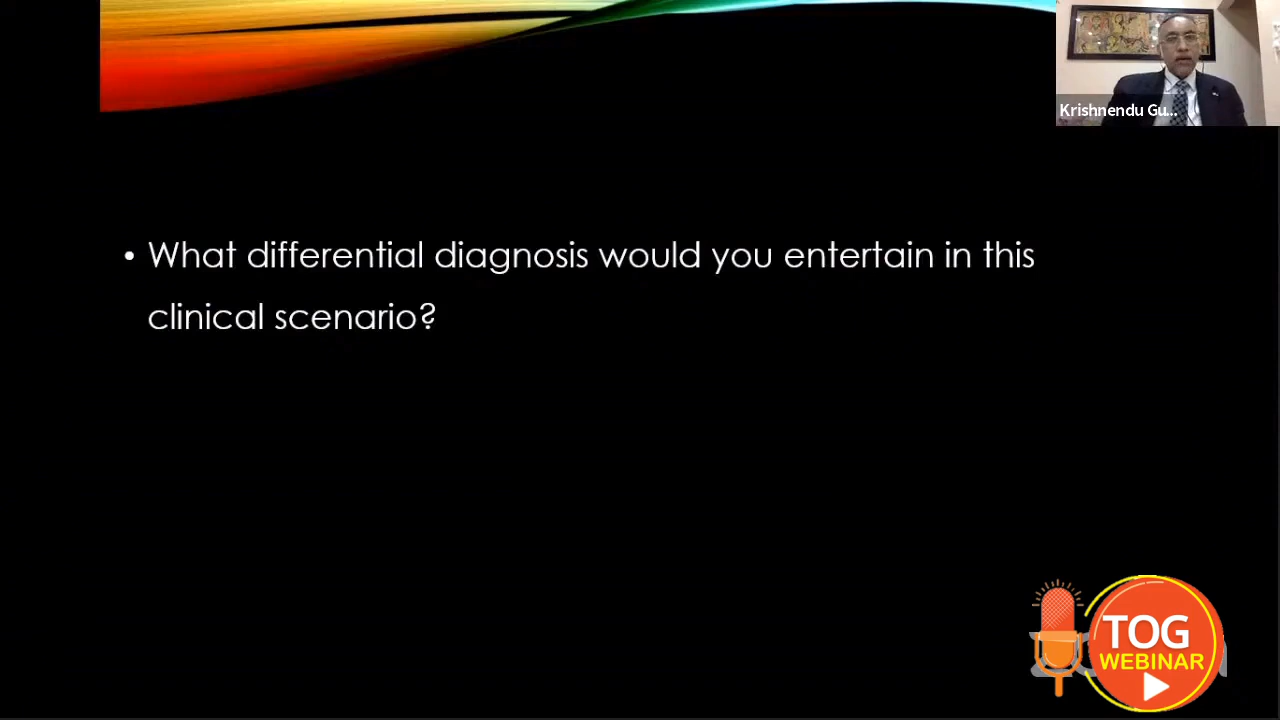 Krishnendu Gu...
• What differential diagnosis would you entertain in this
clinical scenario?
TOG
WEBINAR